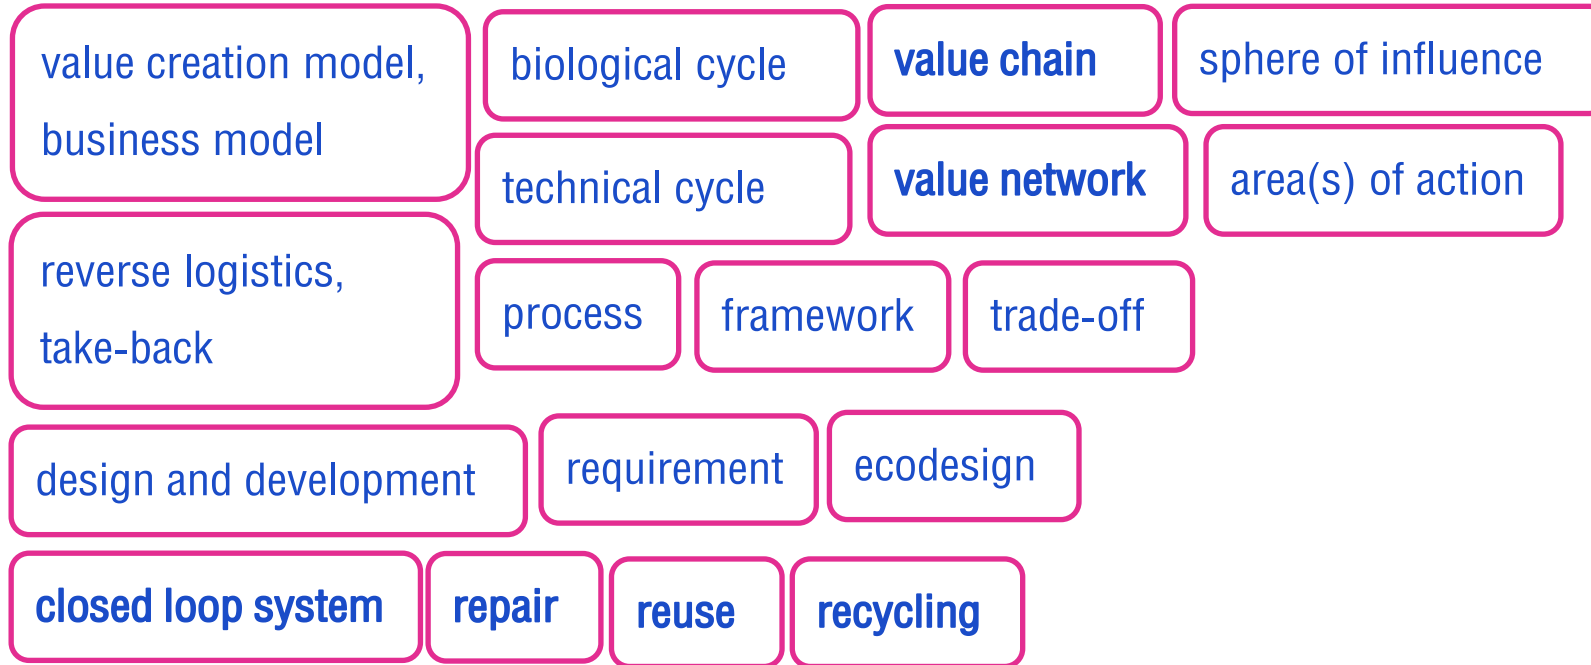 value creation model,
business model
biological cycle
value chain
sphere of influence
technical cycle
value network
area(s) of action
reverse logistics,
take-back
process
framework
trade-off
design and development
requirement
ecodesign
closed loop system
repair
reuse
recycling